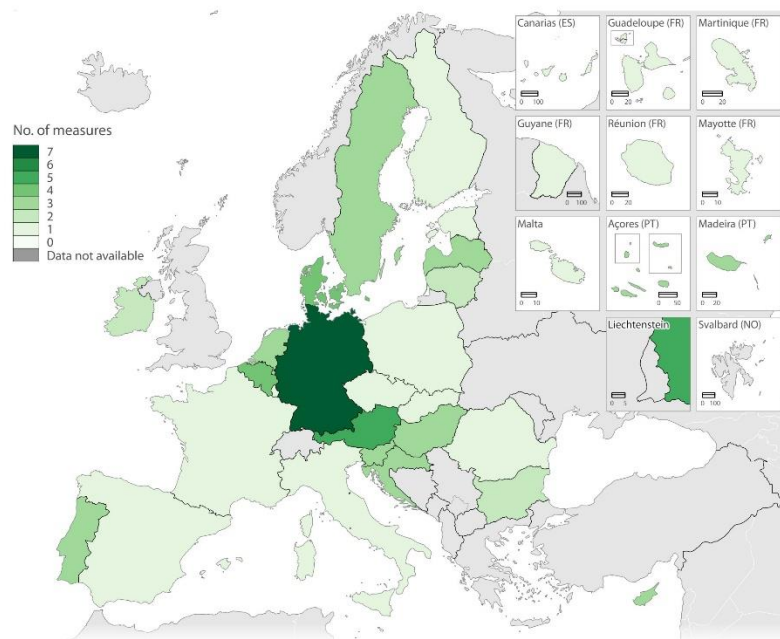 Canarias (ES)
0 100
Guadeloupe (FR)
0 20
Martinique (FR)
0 20
No. of measures
7
6
5
4
3
2
1
0
Data not available
Guyane (FR)
0 100
Réunion (FR)
0 20
Mayotte (FR)
0 10
Malta
0 10
Açores (PT)
0 50
Madeira (PT)
0 20
Liechtenstein
0 5
Svalbard (NO)
0 100